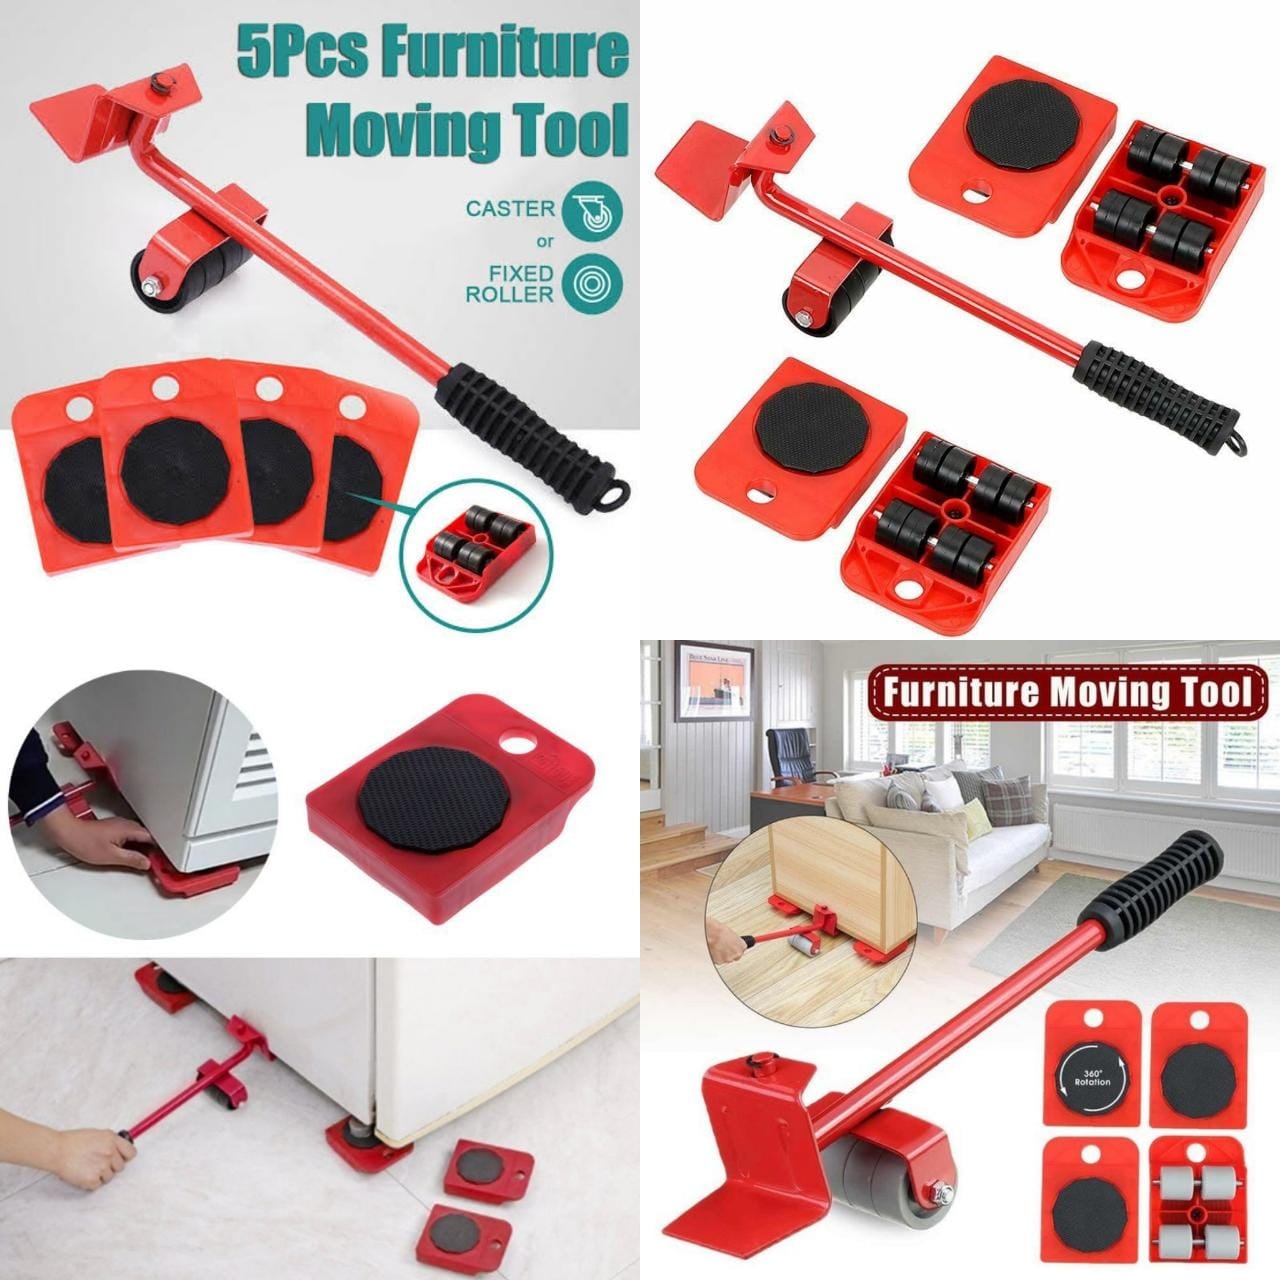 5Pcs Furniture
Moving Tool
CASTER
or
FIXED
ROLLER
Furniture Moving Tool
360°
Rotation